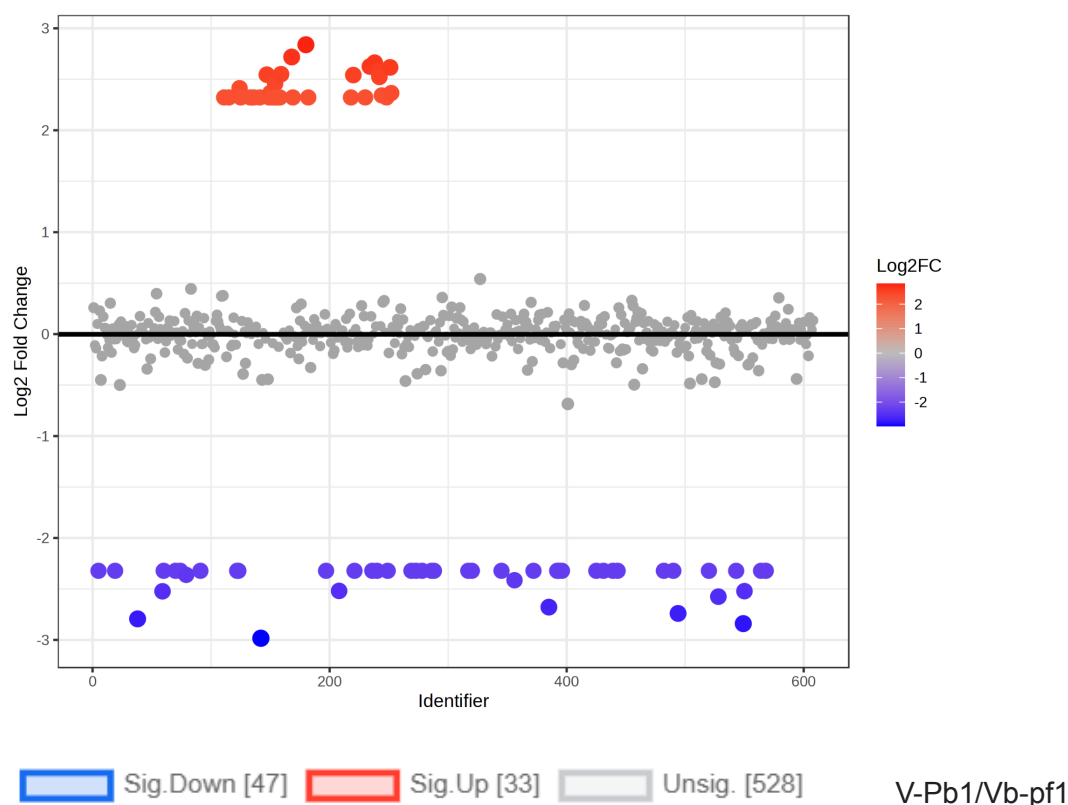 3
2
1
0
-1
-2
-3
Log2 Fold Change
0
200
400
600
Identifier
Log2FC
2
1
0
-1
-2
Sig.Down [47]
Sig.Up [33]
Unsig. [528]
V-Pb1/Vb-pf1